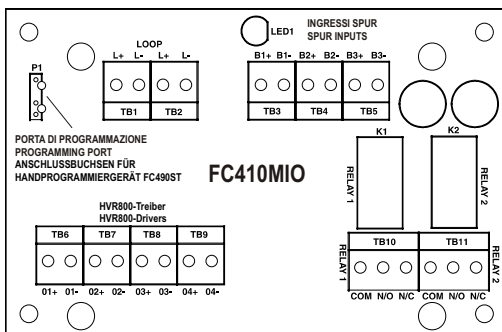 LOOP
L+ L- L+ L-
TB1 TB2
LED1
INGRESSI SPUR
SPUR INPUTS
B1+ B1- B2+ B2- B3+ B3-
TB3 TB4 TB5
P1
PORTA DI PROGRAMMAZIONE
PROGRAMMING PORT
ANSCHLUSSBUCHSEN FÜR
HANDPROGRAMMIERGERÄT FC490ST
FC410MIO
K1 K2
RELAY 1
RELAY 2
HVR800-Treiber
HVR800-Drivers
TB6 TB7 TB8 TB9
01+ 01- 02+ 02- 03+ 03- 04+ 04-
RELAY 1
TB10 TB11
RELAY 2
COM N/O N/C COM N/O N/C